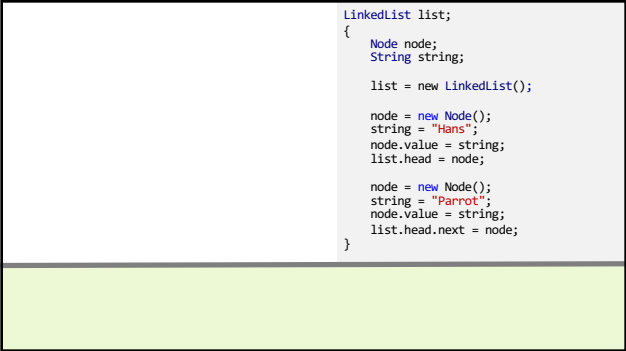 LinkedList list;
{
Node node;
String string;
list = new LinkedList();
node = new Node();
string = "Hans";
node.value = string;
list.head = node;
node = new Node();
string = "Parrot";
node.value = string;
list.head.next = node;
}